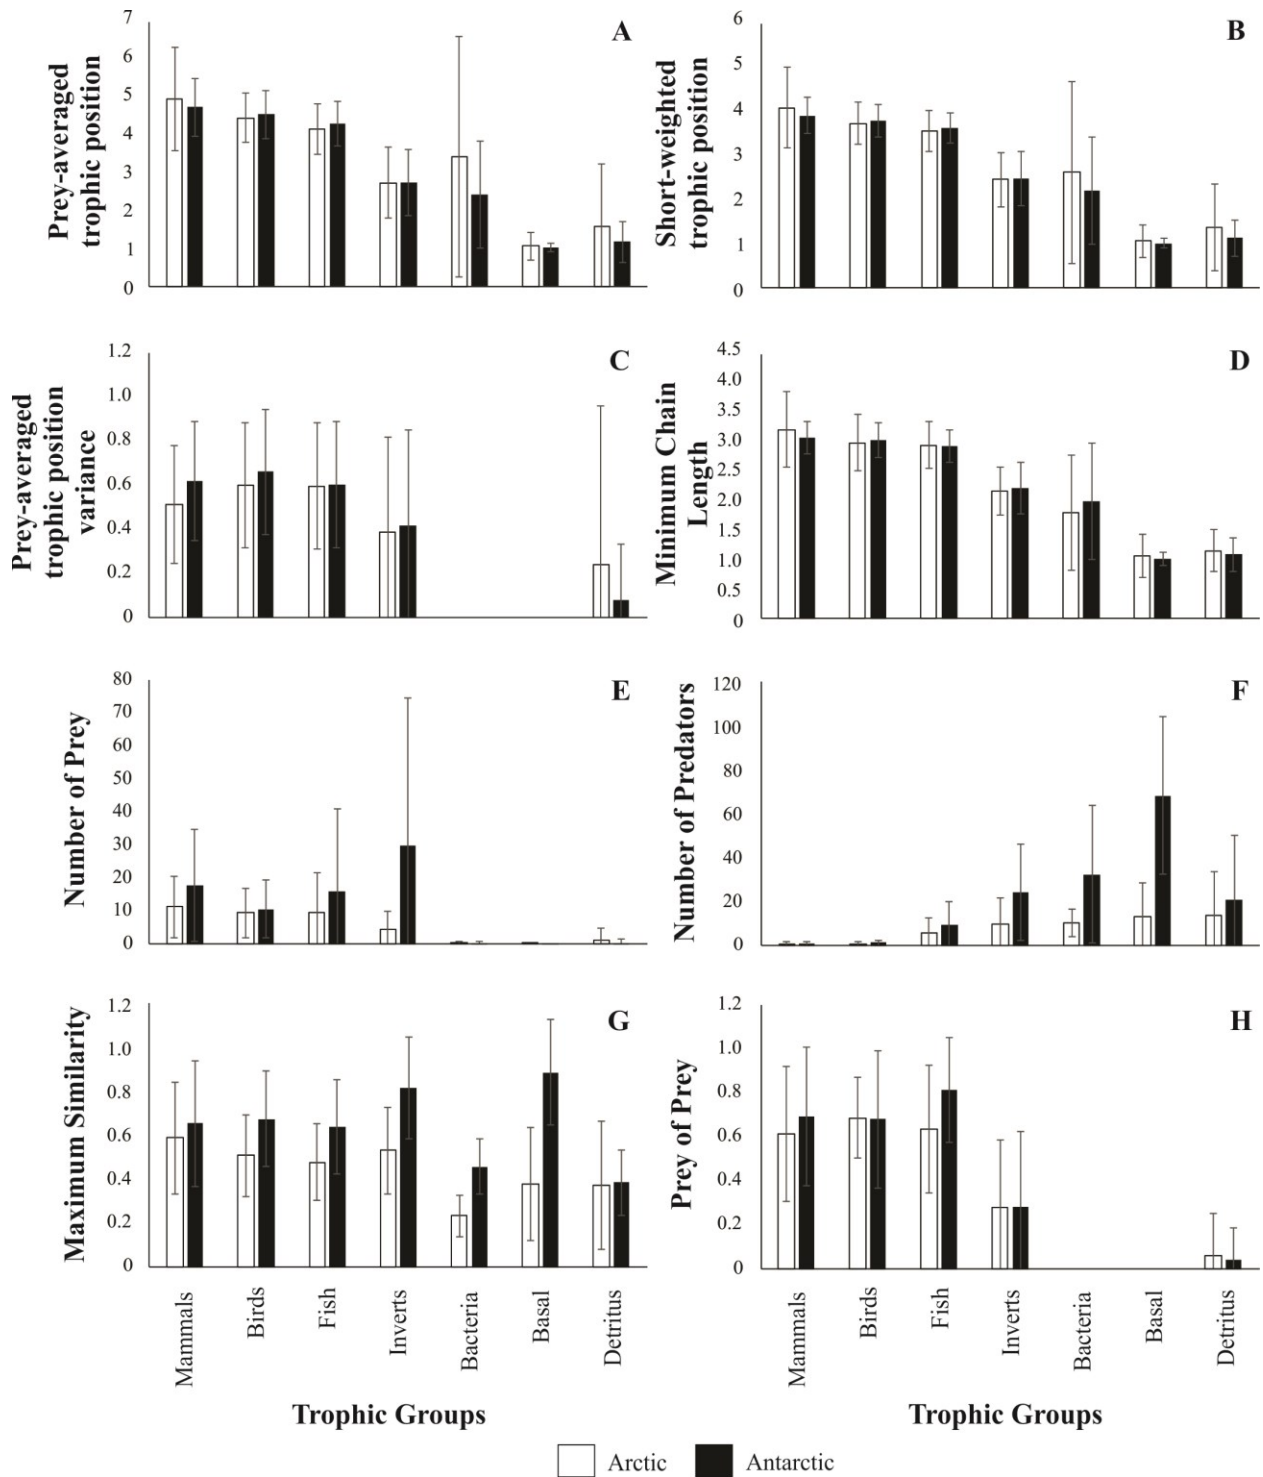 A
Prey-averaged
trophic position
7
6
5
4
3
2
1
0
B
Short-weighted
trophic position
6
5
4
3
2
1
0
C
Prey-averaged
trophic position
variance
1.2
1.0
0.8
0.6
0.4
0.2
0
D
Minimum Chain
Length
4.5
4.0
3.5
3.0
2.5
2.0
1.5
1.0
0.5
0
E
Number of Prey
80
70
60
50
40
30
20
10
0
F
Number of Predators
120
100
80
60
40
20
0
G
Maximum Similarity
1.2
1.0
0.8
0.6
0.4
0.2
0
H
Prey of Prey
1.2
1.0
0.8
0.6
0.4
0.2
0
Mammals
Birds
Fish
Inverts
Bacteria
Basal
Detritus
Mammals
Birds
Fish
Inverts
Bacteria
Basal
Detritus
Trophic Groups
Trophic Groups
Arctic
Antarctic